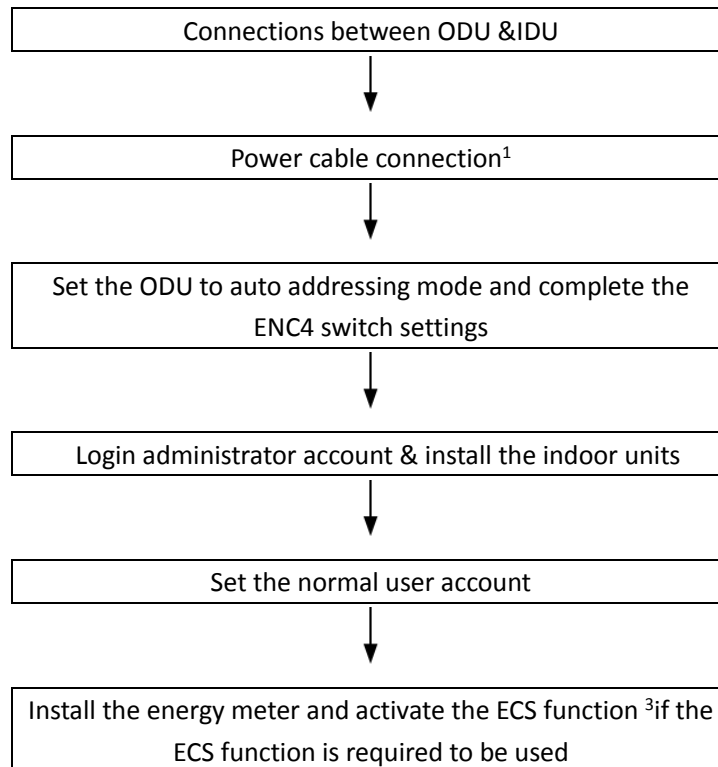 Connections between ODU &IDU
Power cable connection¹
Set the ODU to auto addressing mode and complete the
ENC4 switch settings
Login administrator account & install the indoor units
Set the normal user account
Install the energy meter and activate the ECS function ³if the
ECS function is required to be used